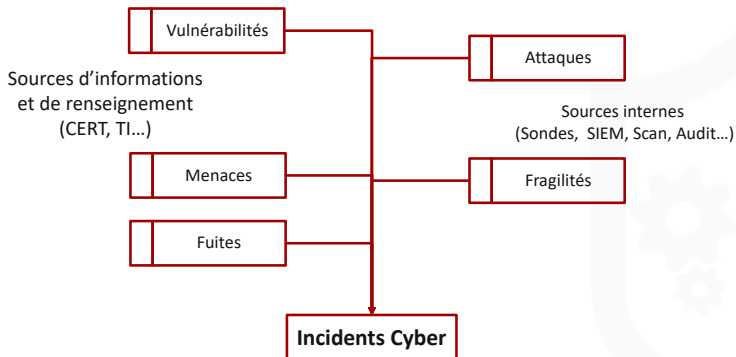 Vulnérabilités
Attaques
Sources d’informations
et de renseignement
(CERT, TI…)
Sources internes
(Sondes, SIEM, Scan, Audit…)
Menaces
Fragilités
Fuites
Incidents Cyber